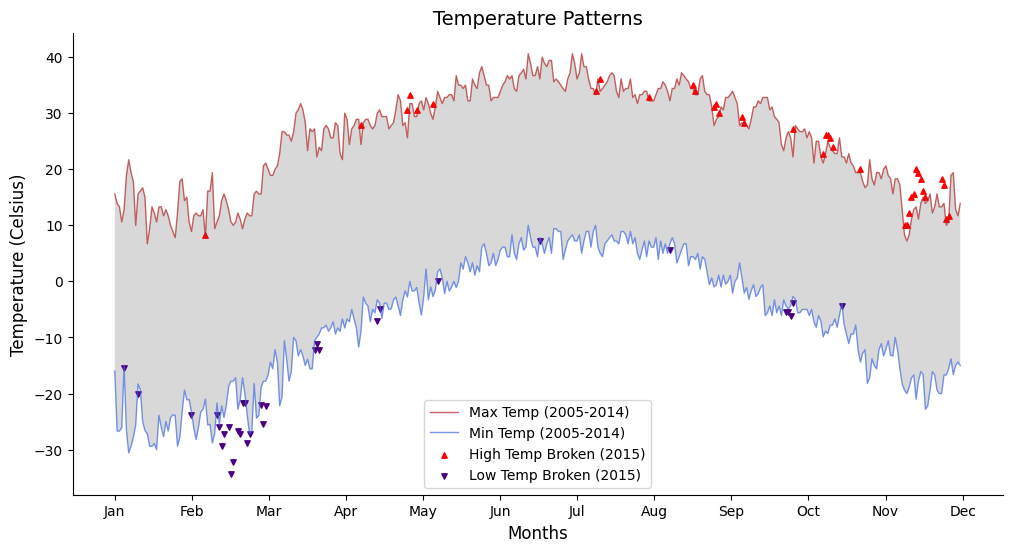 Temperature Patterns
Temperature (Celsius)
40
30
20
10
0
−10
−20
−30
Max Temp (2005-2014)
Min Temp (2005-2014)
High Temp Broken (2015)
Low Temp Broken (2015)
Jan Feb Mar Apr May Jun Jul Aug Sep Oct Nov Dec
Months